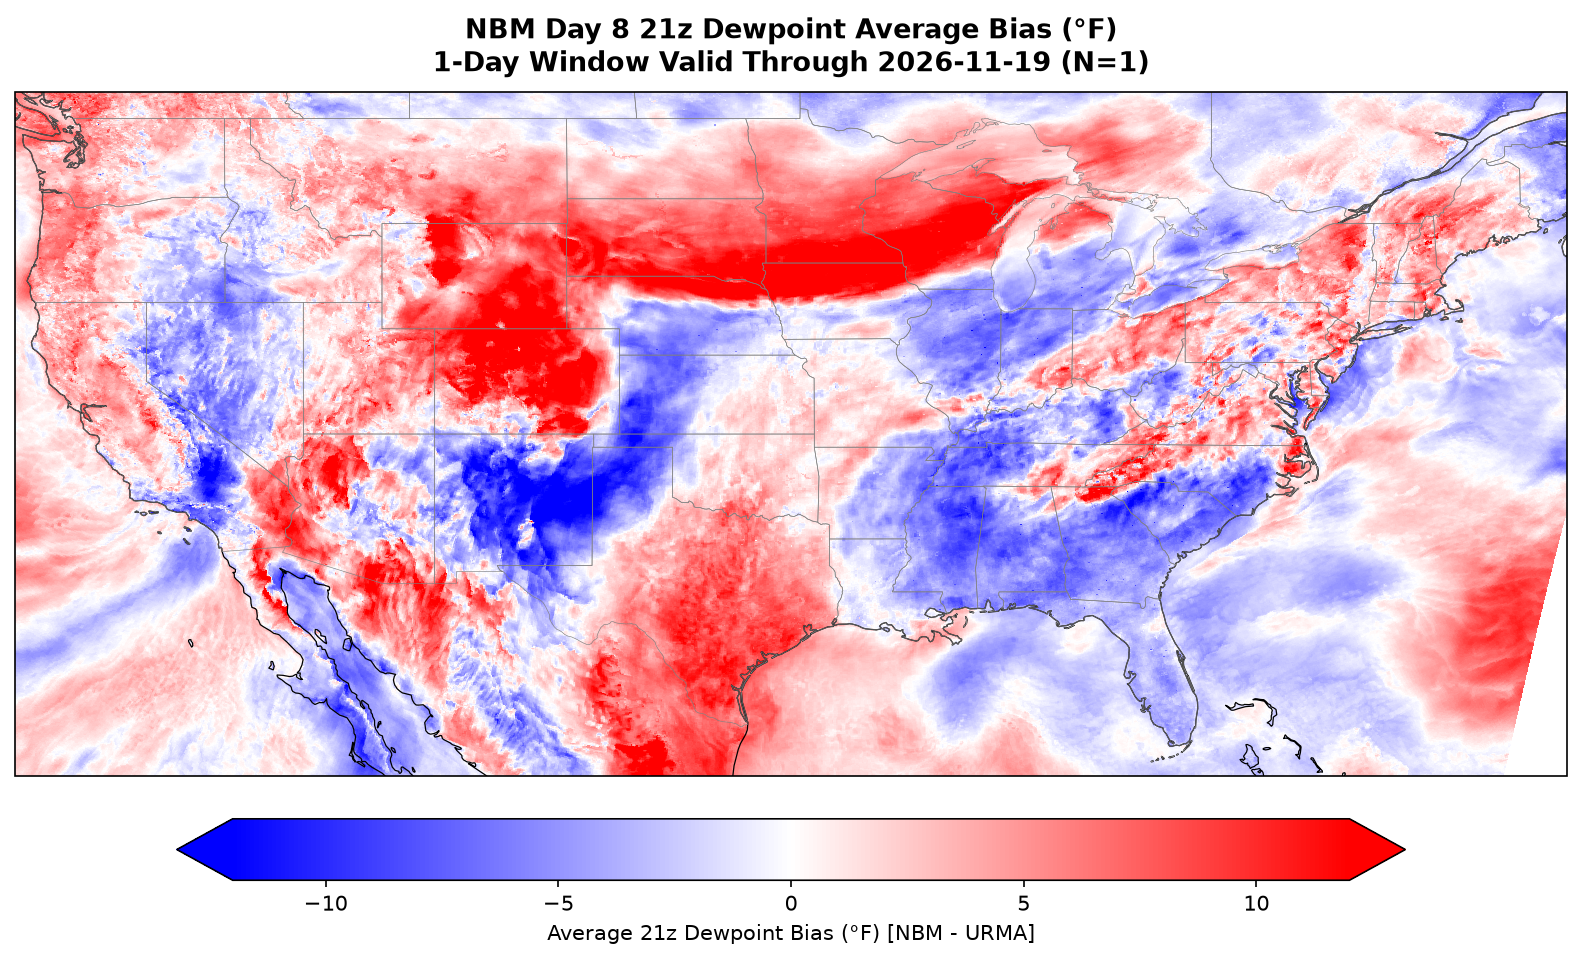 NBM Day 8 21z Dewpoint Average Bias (°F)
1-Day Window Valid Through 2026-11-19 (N=1)
−10 −5 0 5 10
Average 21z Dewpoint Bias (°F) [NBM - URMA]